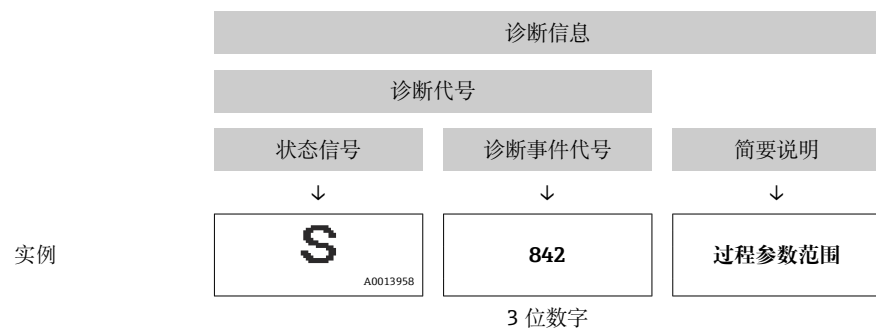 诊断信息
诊断代号
状态信号 诊断事件代号 简要说明
↓ ↓ ↓
实例 S 842 过程参数范围
A0013958
3 位数字